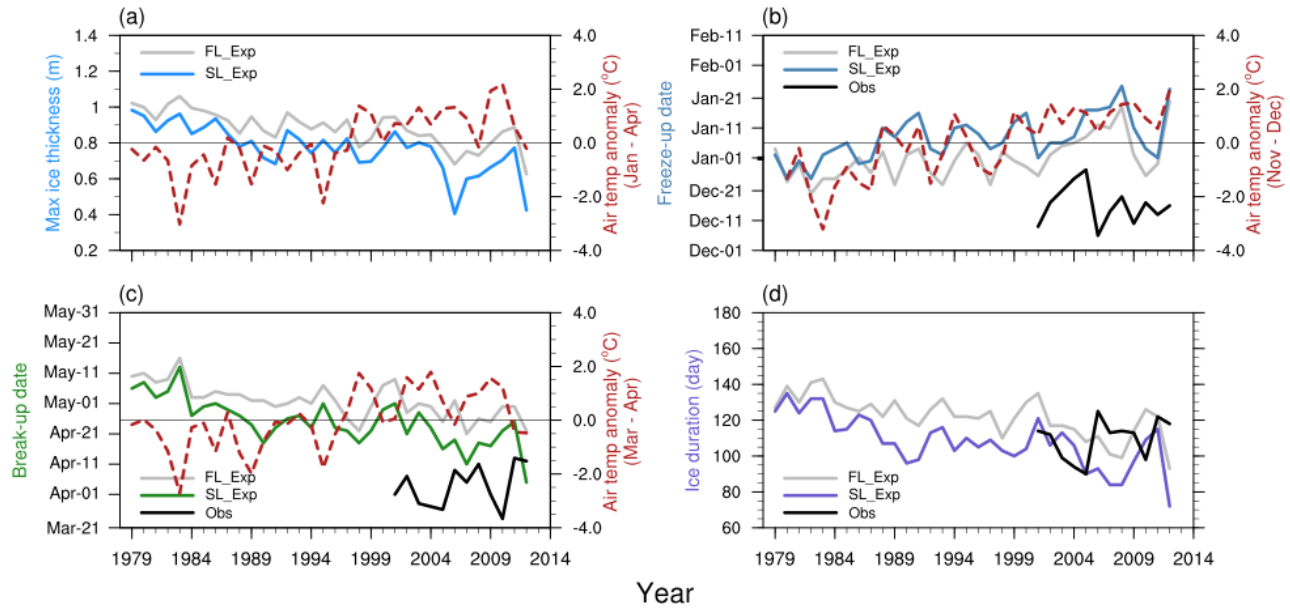 (a)
1.4
1.2
1
0.8
0.6
0.4
0.2
Max ice thickness (m)
FL_Exp
SL_Exp
4.0
2.0
0.0
-2.0
-4.0
Air temp anomaly (°C)
(Jan - Apr)
(b)
Feb-11
Feb-01
Jan-21
Jan-11
Jan-01
Dec-21
Dec-11
Dec-01
Freeze-up date
FL_Exp
SL_Exp
Obs
4.0
2.0
0.0
-2.0
-4.0
Air temp anomaly (°C)
(Nov - Dec)
(c)
May-31
May-21
May-11
May-01
Apr-21
Apr-11
Apr-01
Mar-21
Break-up date
FL_Exp
SL_Exp
Obs
4.0
2.0
0.0
-2.0
-4.0
Air temp anomaly (°C)
(Mar - Apr)
1979 1984 1989 1994 1999 2004 2009 2014
(d)
180
160
140
120
100
80
60
Ice duration (day)
FL_Exp
SL_Exp
Obs
1979 1984 1989 1994 1999 2004 2009 2014
Year